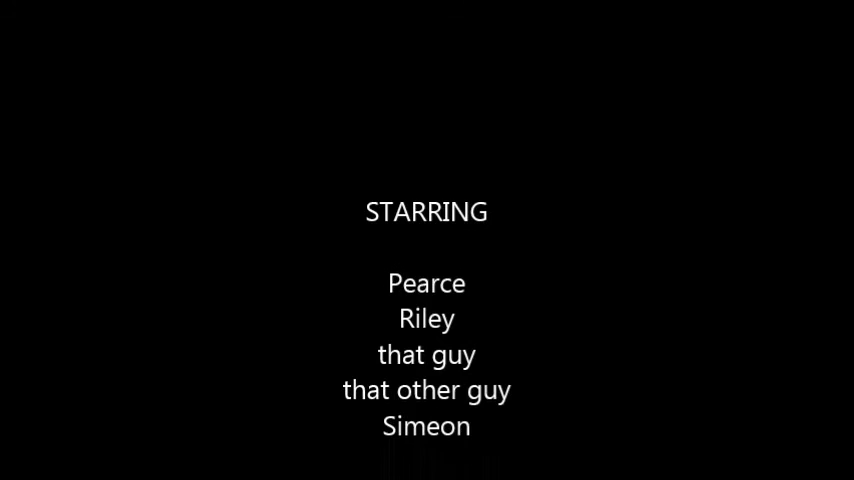 STARRING
Pearce
Riley
that guy
that other guy
Simeon